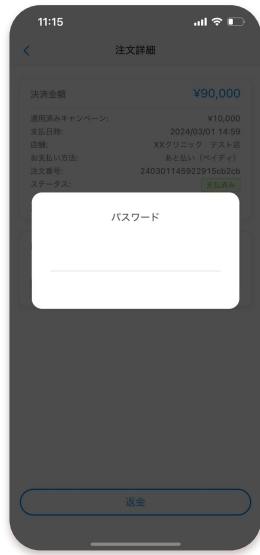 11:15
注文詳細
決済金額 ¥90,000
適用済みキャンペーン: ¥10,000
支払日時: 2024/03/01 14:59
店舗: XXクリニック テスト店
お支払い方法: あと払い（ペイディ）
注文番号: 240301145922915cb2cb
ステータス: 支払済み
パスワード
返金